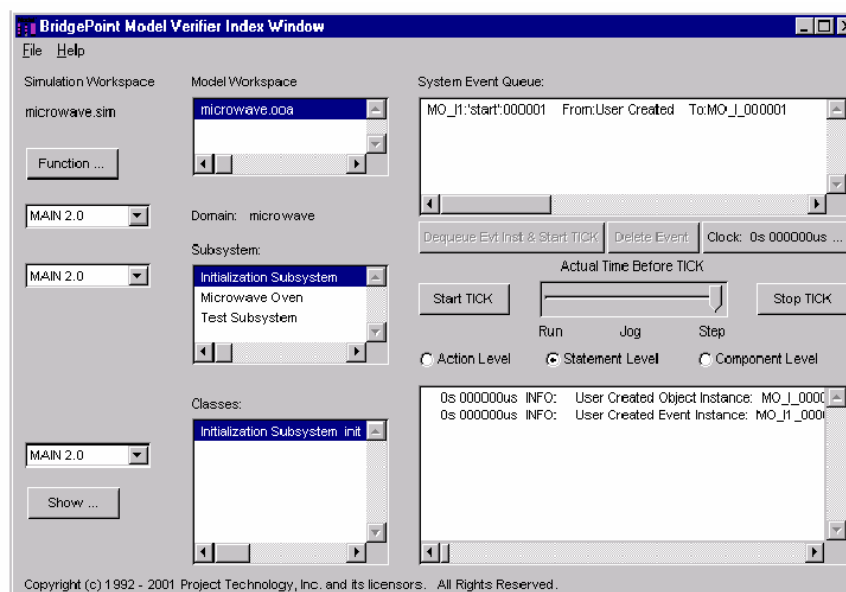 BridgePoint Model Verifier Index Window
File Help
Simulation Workspace
microwave.sim
Function ...
MAIN 2.0
MAIN 2.0
MAIN 2.0
Show ...
Model Workspace
microwave.ooa
Domain: microwave
Subsystem:
Initialization Subsystem
Microwave Oven
Test Subsystem
Classes:
Initialization Subsystem init
System Event Queue:
MO_I1:'start':000001 From:User Created To:MO_I_000001
Dequeue Evt Inst & Start TICK Delete Event Clock: 0s 000000us ...
Actual Time Before TICK
Start TICK Stop TICK
Run Jog Step
Action Level Statement Level Component Level
0s 000000us INFO: User Created Object Instance: MO_I_0000
0s 000000us INFO: User Created Event Instance: MO_I1_000
Copyright (c) 1992 - 2001 Project Technology, Inc. and its licensors. All Rights Reserved.